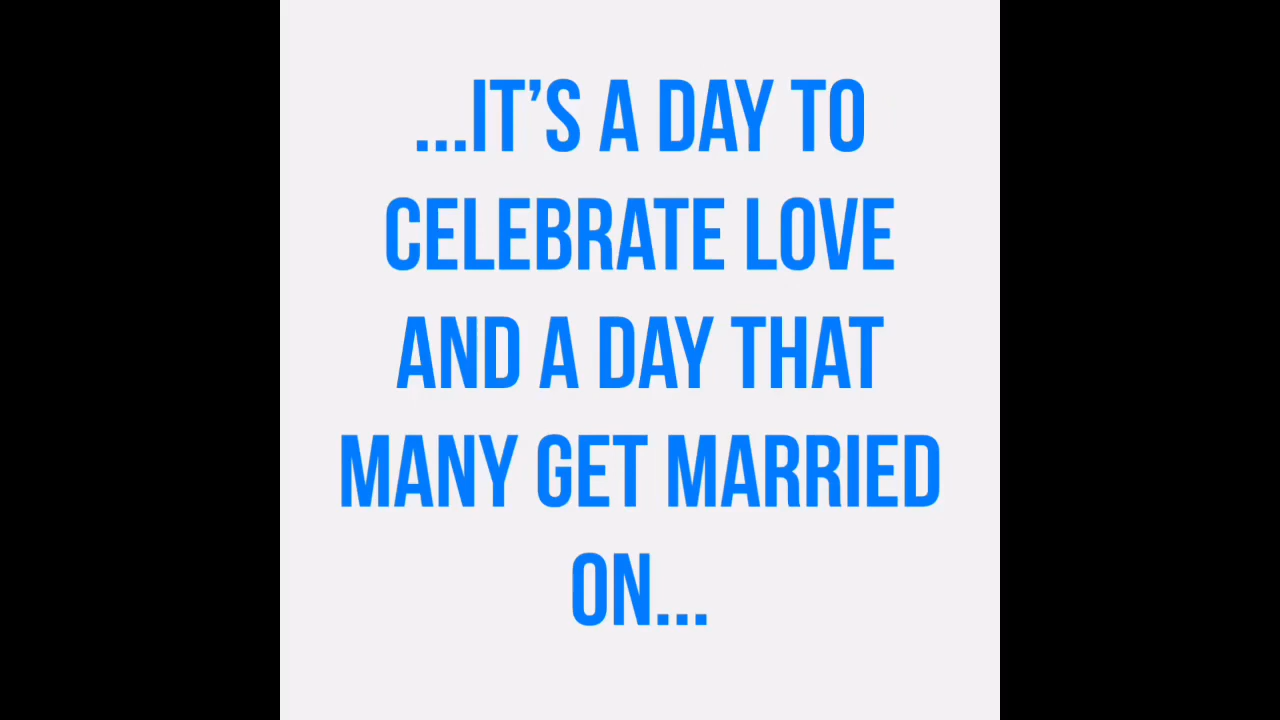 ...IT’S A DAY TO
CELEBRATE LOVE
AND A DAY THAT
MANY GET MARRIED
ON...